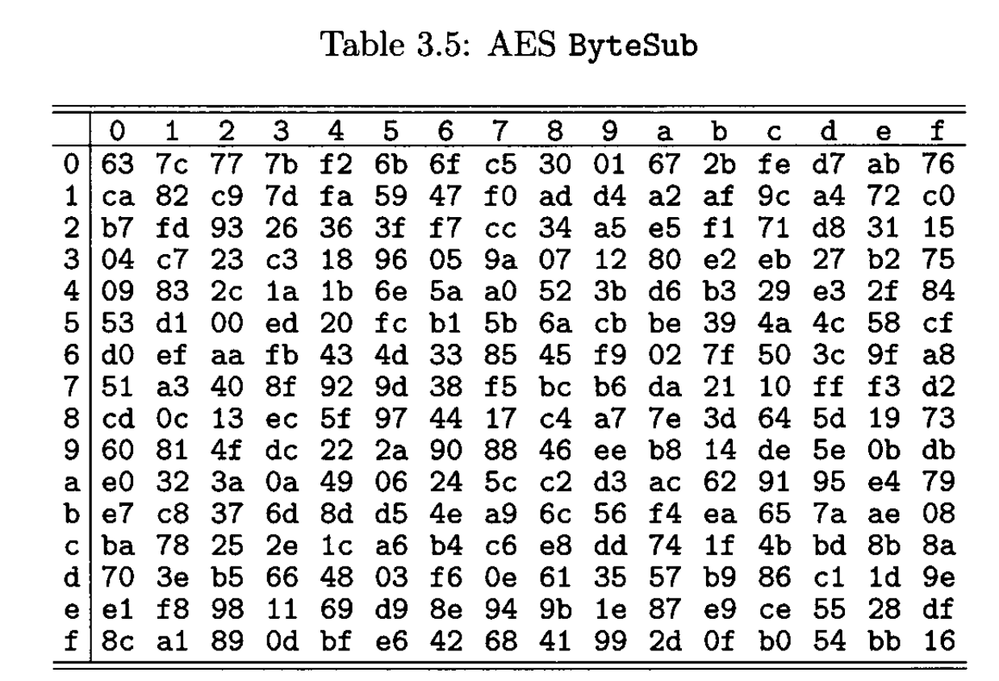 Table 3.5: AES ByteSub
0 1 2 3 4 5 6 7 8 9 a b c d e f
0 63 7c 77 7b f2 6b 6f c5 30 01 67 2b fe d7 ab 76
1 ca 82 c9 7d fa 59 47 f0 ad d4 a2 af 9c a4 72 c0
2 b7 fd 93 26 36 3f f7 cc 34 a5 e5 f1 71 d8 31 15
3 04 c7 23 c3 18 96 05 9a 07 12 80 e2 eb 27 b2 75
4 09 83 2c 1a 1b 6e 5a a0 52 3b d6 b3 29 e3 2f 84
5 53 d1 00 ed 20 fc b1 5b 6a cb be 39 4a 4c 58 cf
6 d0 ef aa fb 43 4d 33 85 45 f9 02 7f 50 3c 9f a8
7 51 a3 40 8f 92 9d 38 f5 bc b6 da 21 10 ff f3 d2
8 cd 0c 13 ec 5f 97 44 17 c4 a7 7e 3d 64 5d 19 73
9 60 81 4f dc 22 2a 90 88 46 ee b8 14 de 5e 0b db
a e0 32 3a 0a 49 06 24 5c c2 d3 ac 62 91 95 e4 79
b e7 c8 37 6d 8d d5 4e a9 6c 56 f4 ea 65 7a ae 08
c ba 78 25 2e 1c a6 b4 c6 e8 dd 74 1f 4b bd 8b 8a
d 70 3e b5 66 48 03 f6 0e 61 35 57 b9 86 c1 1d 9e
e e1 f8 98 11 69 d9 8e 94 9b 1e 87 e9 ce 55 28 df
f 8c a1 89 0d bf e6 42 68 41 99 2d 0f b0 54 bb 16